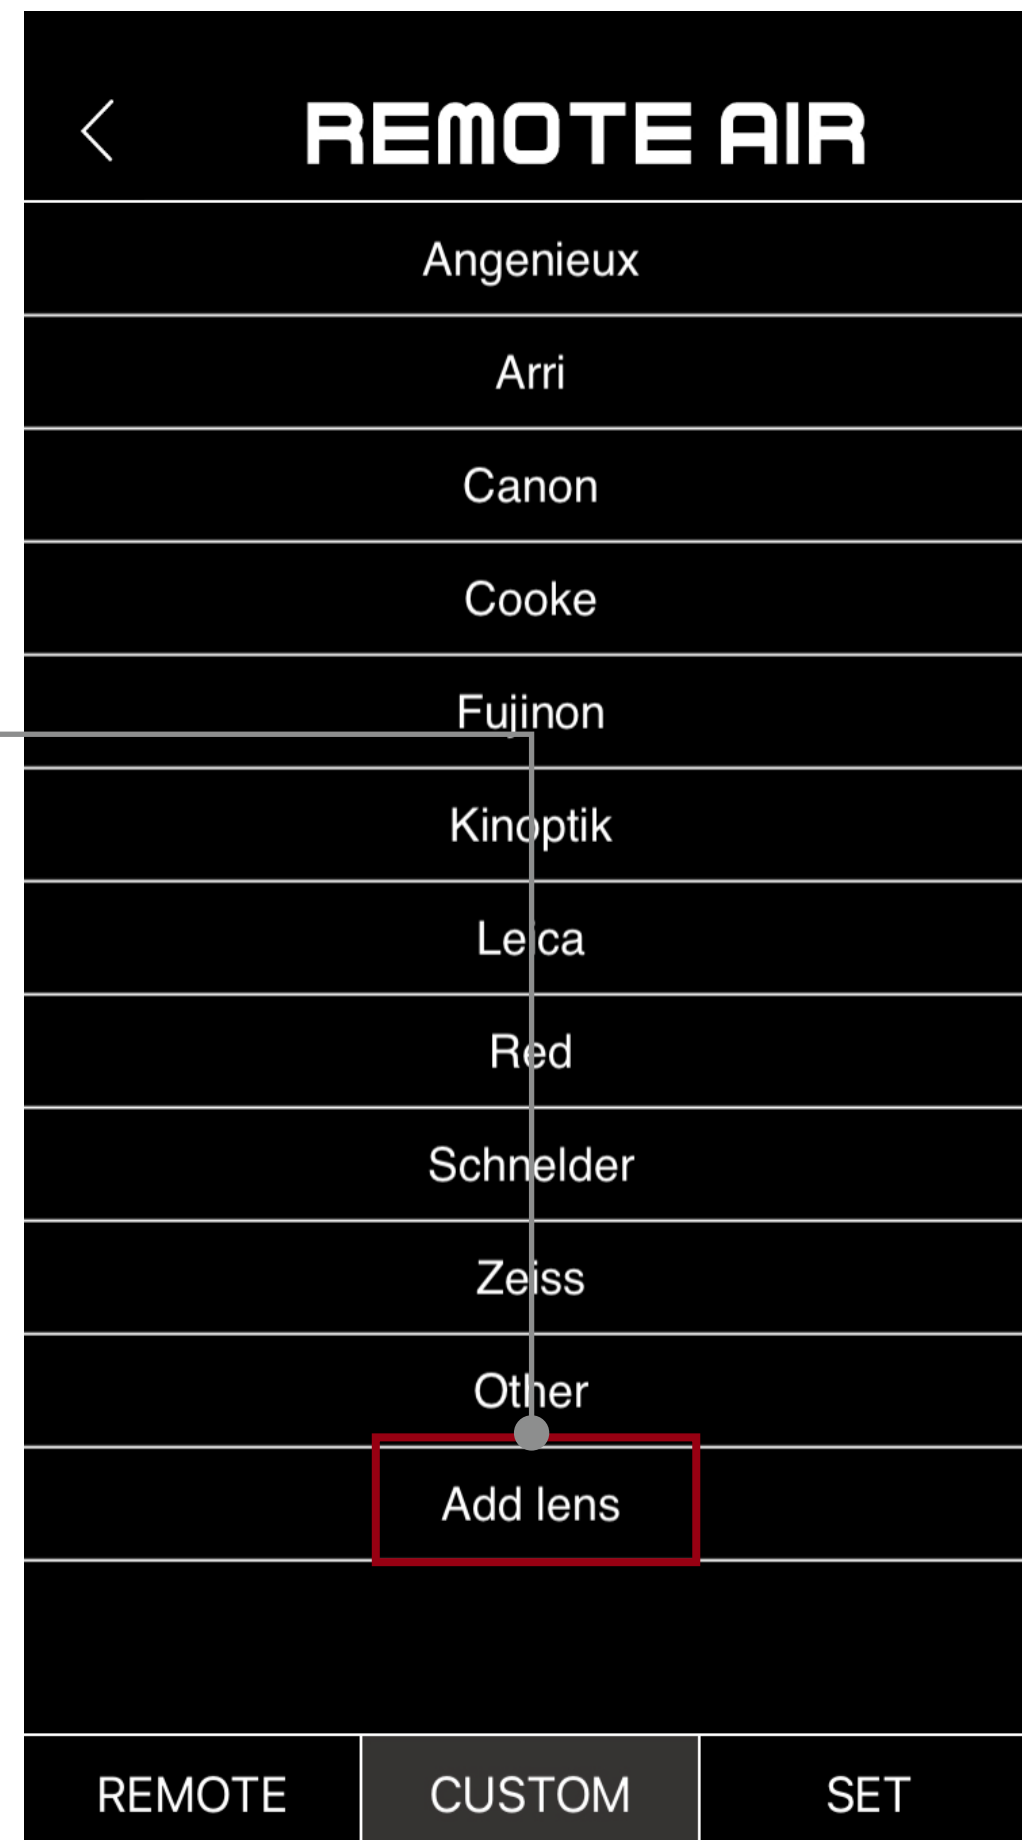 REMOTE AIR
Angenieux
Arri
Canon
Cooke
Fujinon
Kinoptik
Leica
Red
Schnelder
Zeiss
Other
Add lens
REMOTE CUSTOM SET